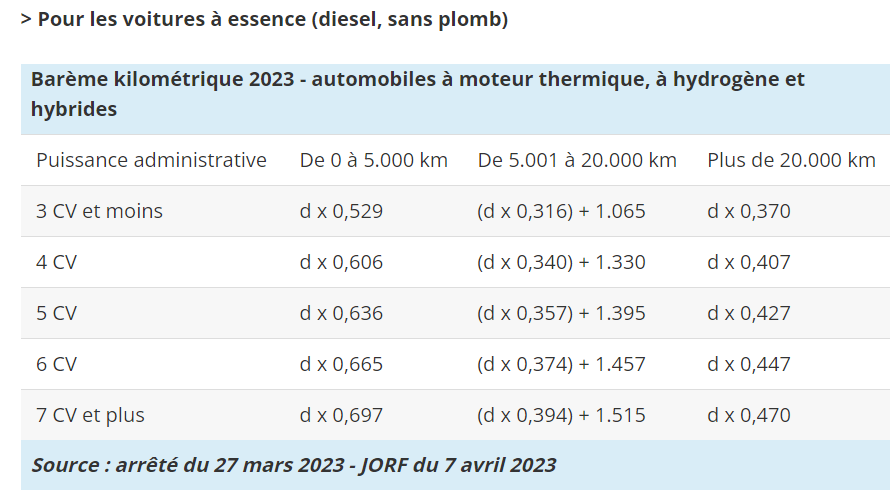 > Pour les voitures à essence (diesel, sans plomb)
Barème kilométrique 2023 - automobiles à moteur thermique, à hydrogène et
hybrides
Puissance administrative De 0 à 5.000 km De 5.001 à 20.000 km Plus de 20.000 km
3 CV et moins d x 0,529 (d x 0,316) + 1.065 d x 0,370
4 CV d x 0,606 (d x 0,340) + 1.330 d x 0,407
5 CV d x 0,636 (d x 0,357) + 1.395 d x 0,427
6 CV d x 0,665 (d x 0,374) + 1.457 d x 0,447
7 CV et plus d x 0,697 (d x 0,394) + 1.515 d x 0,470
Source : arrêté du 27 mars 2023 - JORF du 7 avril 2023